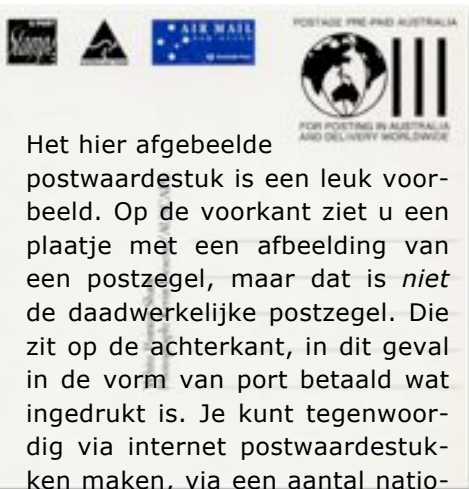 Stamps
AIR MAIL
PAR AVION
POSTAGE PRE-PAID AUSTRALIA
FOR POSTING IN AUSTRALIA
AND DELIVERY WORLDWIDE
Het hier afgebeelde
postwaardestuk is een leuk voor-
beeld. Op de voorkant ziet u een
plaatje met een afbeelding van
een postzegel, maar dat is niet
de daadwerkelijke postzegel. Die
zit op de achterkant, in dit geval
in de vorm van port betaald wat
ingedrukt is. Je kunt tegenwoor-
dig via internet postwaardestuk-
ken maken, via een aantal natio-